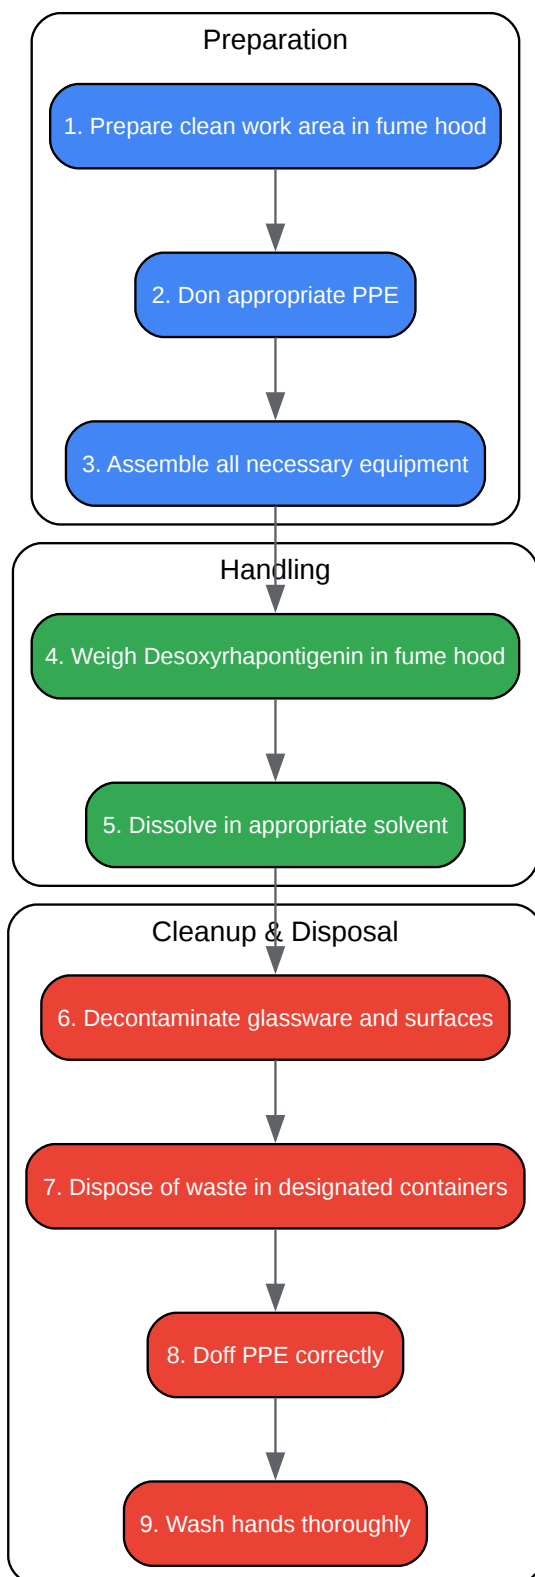 Preparation
1. Prepare clean work area in fume hood
2. Don appropriate PPE
3. Assemble all necessary equipment
Handling
4. Weigh Desoxyrhapontigenin in fume hood
5. Dissolve in appropriate solvent
Cleanup & Disposal
6. Decontaminate glassware and surfaces
7. Dispose of waste in designated containers
8. Doff PPE correctly
9. Wash hands thoroughly